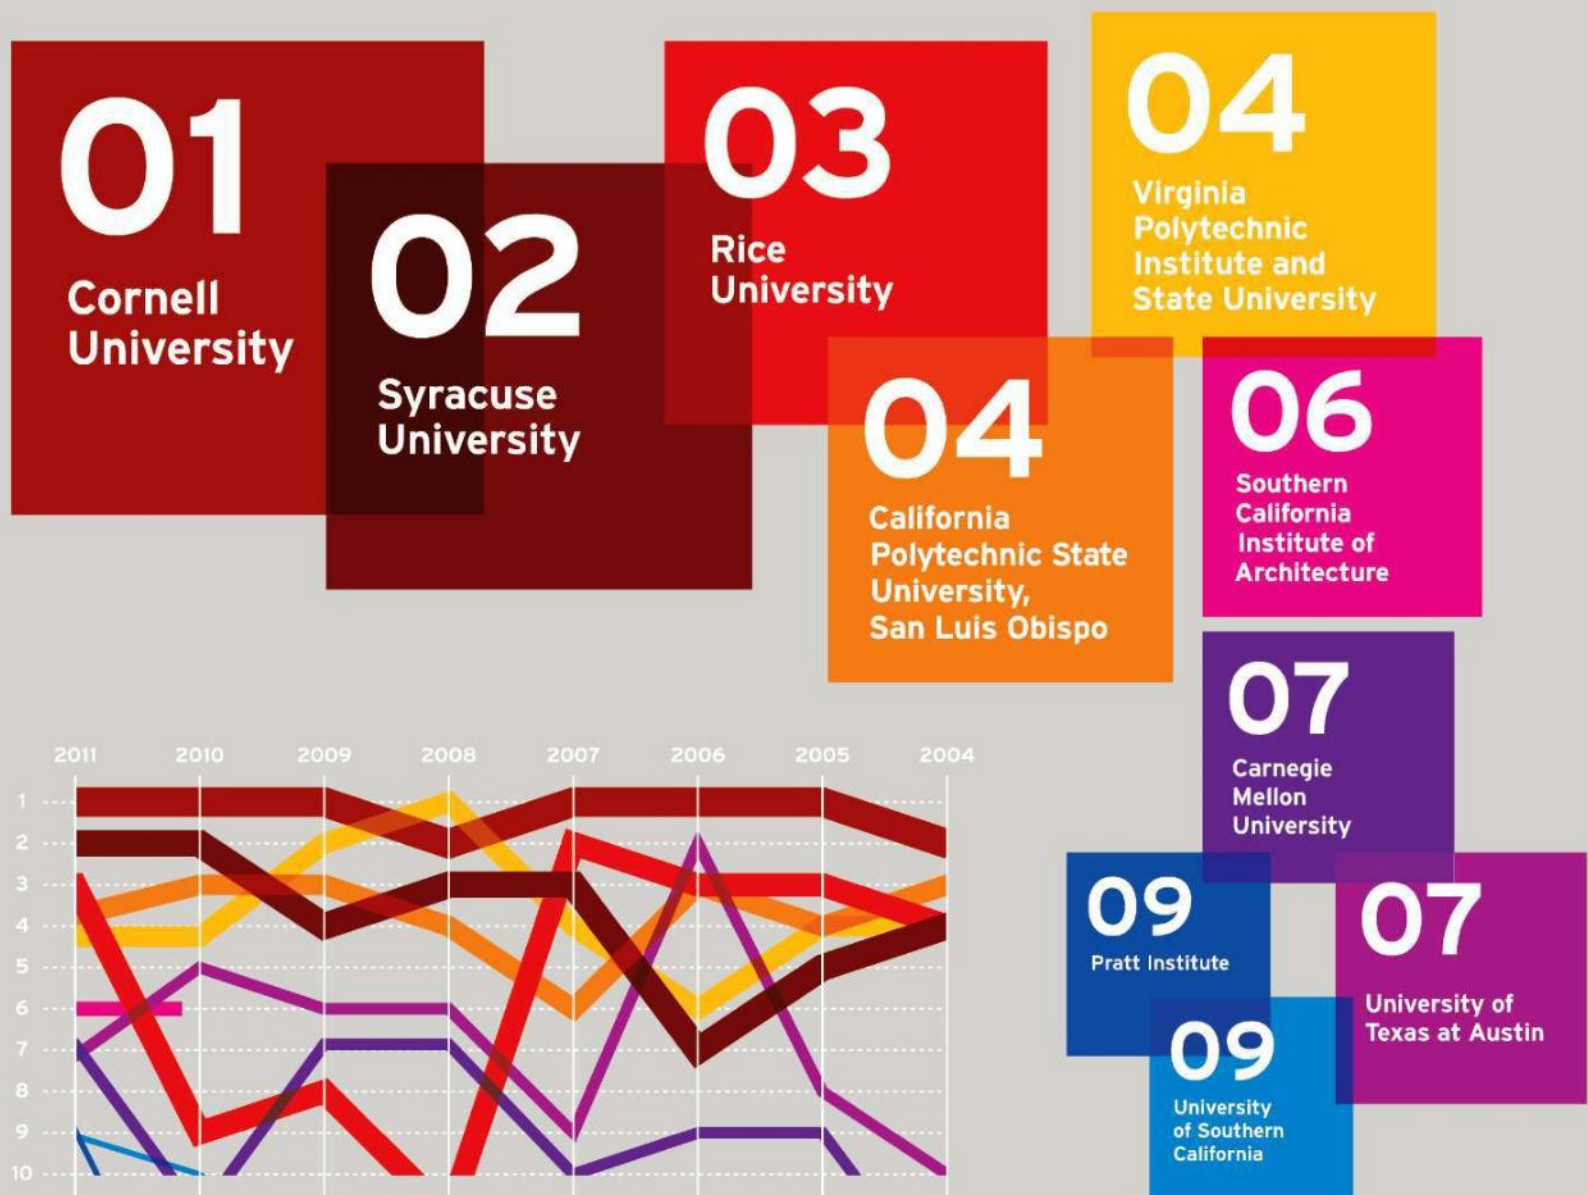 01
Cornell
University
02
Syracuse
University
03
Rice
University
04
Virginia
Polytechnic
Institute and
State University
04
California
Polytechnic State
University,
San Luis Obispo
06
Southern
California
Institute of
Architecture
07
Carnegie
Mellon
University
07
University of
Texas at Austin
09
Pratt Institute
09
University
of Southern
California
2011 2010 2009 2008 2007 2006 2005 2004
1
2
3
4
5
6
7
8
9
10